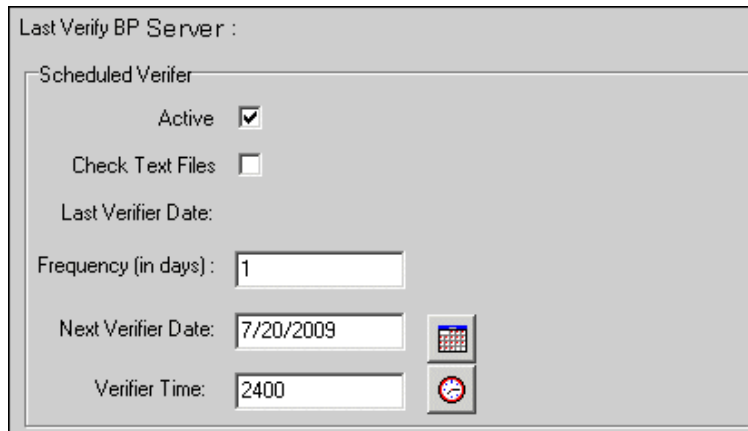 Last Verify BP Server :
Scheduled Verifer
Active
Check Text Files
Last Verifier Date:
Frequency (in days) : 1
Next Verifier Date: 7/20/2009
Verifier Time: 2400